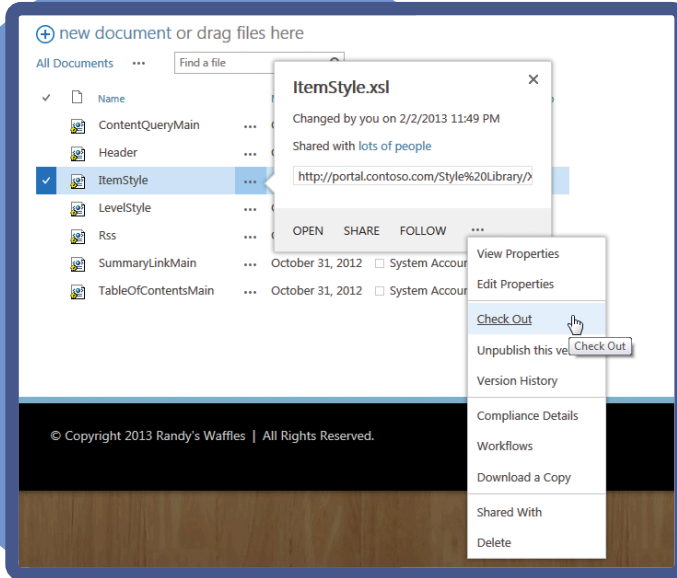 new document or drag files here
All Documents ••• Find a file
Name
ContentQueryMain •••
Header •••
ItemStyle •••
LevelStyle •••
Rss •••
SummaryLinkMain ••• October 31, 2012 System Accour
TableOfContentsMain ••• October 31, 2012 System Accour
ItemStyle.xsl
Changed by you on 2/2/2013 11:49 PM
Shared with lots of people
http://portal.contoso.com/Style%20Library/X
OPEN SHARE FOLLOW •••
View Properties
Edit Properties
Check Out
Check Out
Unpublish this ve
Version History
Compliance Details
Workflows
Download a Copy
Shared With
Delete
© Copyright 2013 Randy's Waffles | All Rights Reserved.